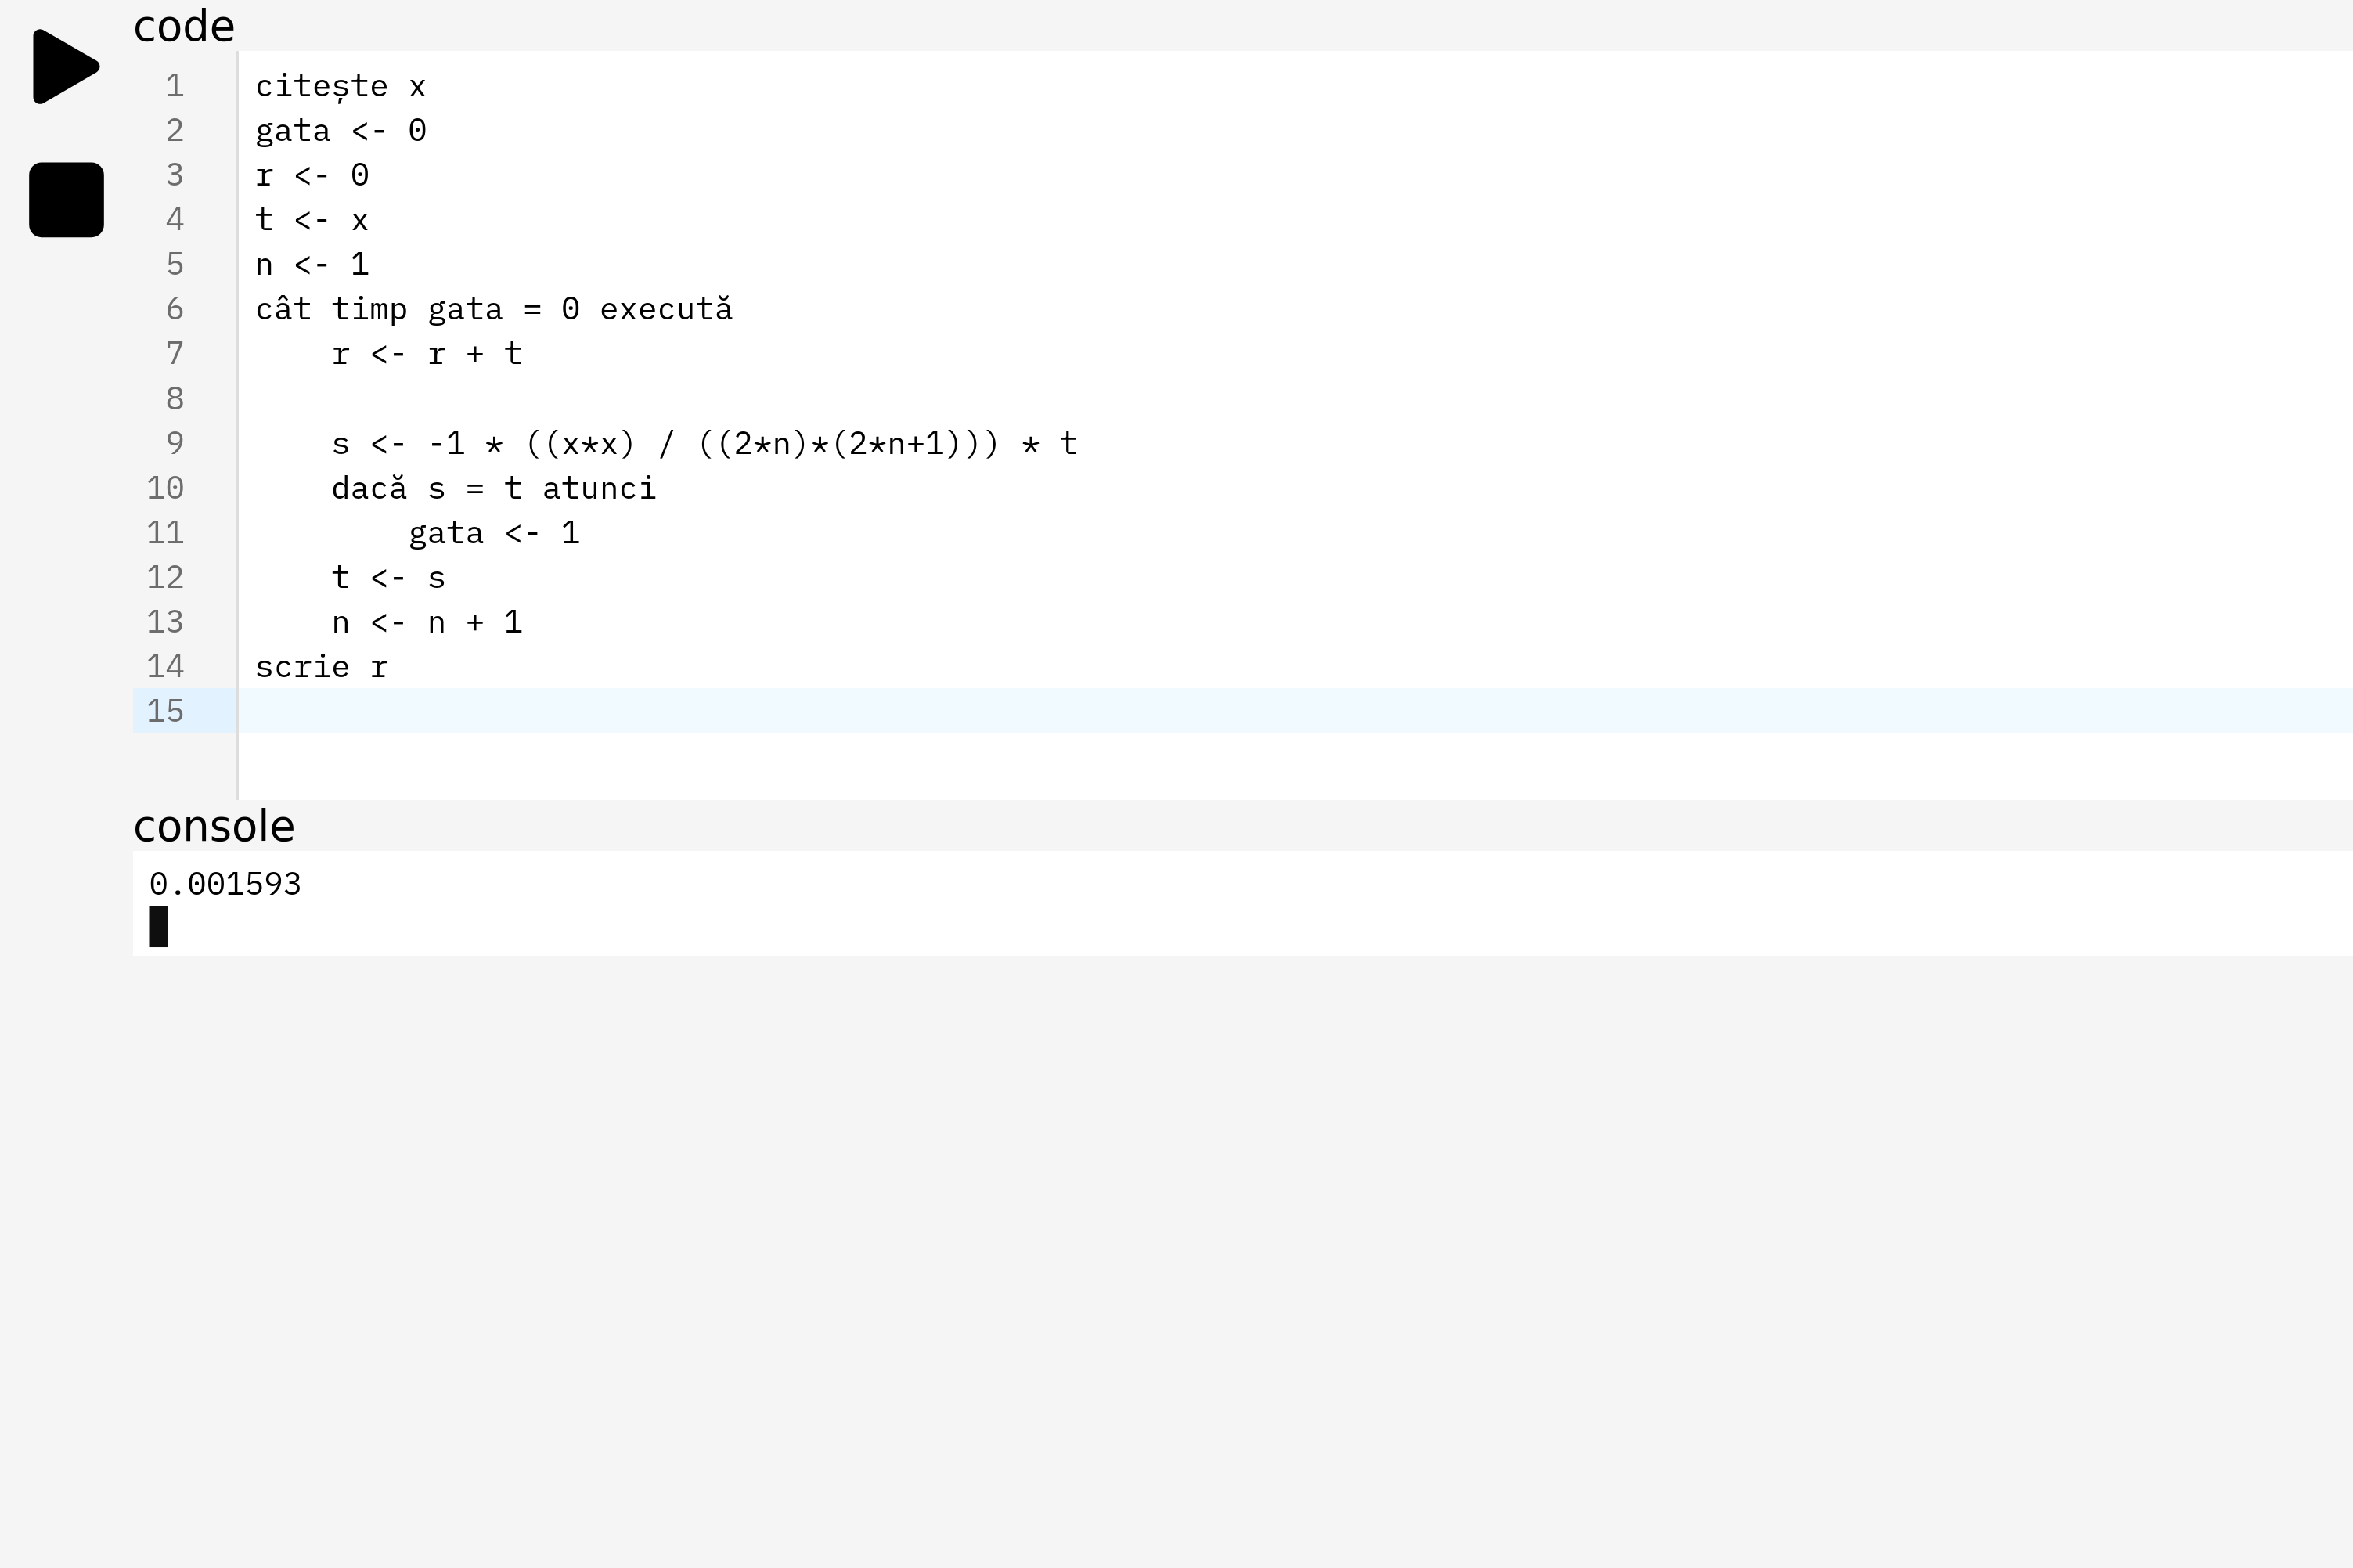 code
1 citește x
2 gata <- 0
3 r <- 0
4 t <- x
5 n <- 1
6 cât timp gata = 0 execută
7     r <- r + t
8
9     s <- -1 * ((x*x) / ((2*n)*(2*n+1))) * t
10     dacă s = t atunci
11         gata <- 1
12     t <- s
13     n <- n + 1
14 scrie r
15
console
0.001593